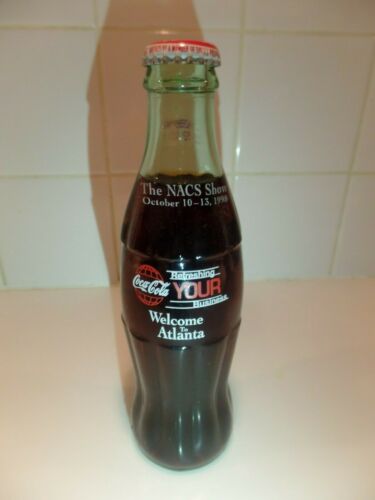 The NACS Show
October 10-13, 1998
Coca-Cola
Refreshing
YOUR
Business
Welcome
To
Atlanta